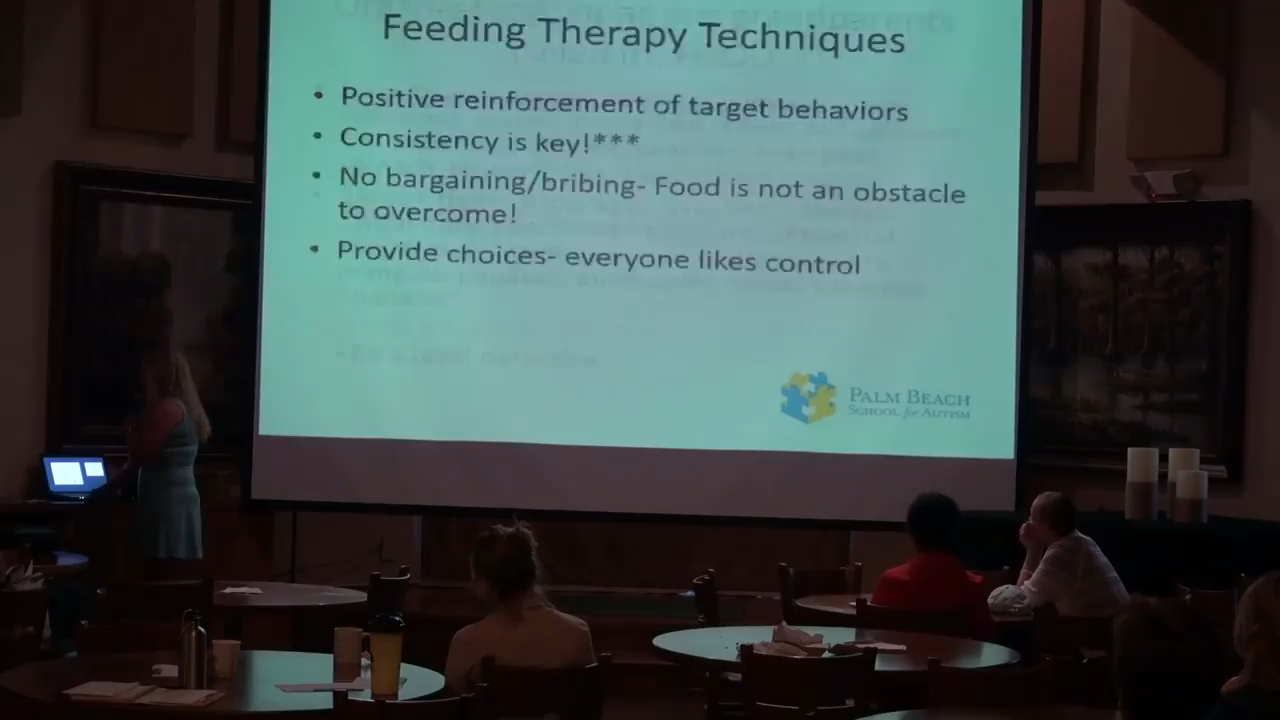 Feeding Therapy Techniques
• Positive reinforcement of target behaviors
• Consistency is key!***
• No bargaining/bribing- Food is not an obstacle
to overcome!
• Provide choices- everyone likes control
PALM BEACH
SCHOOL for AUTISM